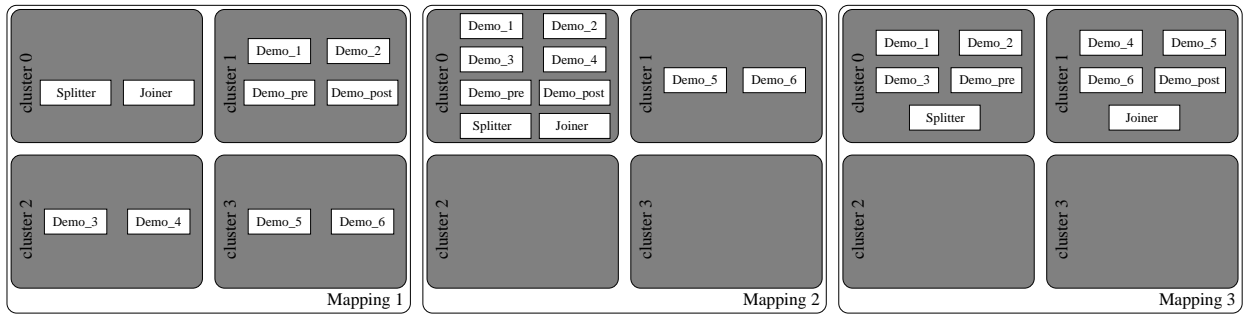 cluster 0
Splitter Joiner
cluster 1
Demo_1 Demo_2
Demo_pre Demo_post
cluster 2
Demo_3 Demo_4
cluster 3
Demo_5 Demo_6
Mapping 1
cluster 0
Demo_1 Demo_2
Demo_3 Demo_4
Demo_pre Demo_post
Splitter Joiner
cluster 1
Demo_5 Demo_6
cluster 2
cluster 3
Mapping 2
cluster 0
Demo_1 Demo_2
Demo_3 Demo_pre
Splitter
cluster 1
Demo_4 Demo_5
Demo_6 Demo_post
Joiner
cluster 2
cluster 3
Mapping 3